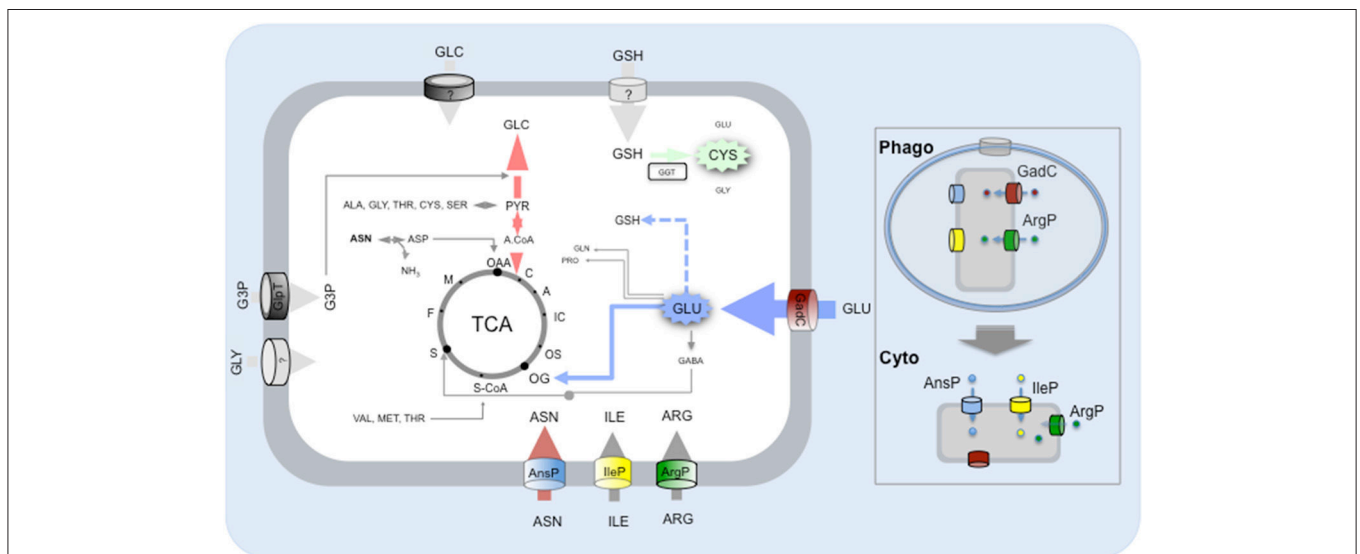 GLC
GSH
?
?
GLC
GLU
GSH
CYS
GGT
GLY
ALA, GLY, THR, CYS, SER
PYR
GSH
ASN
ASP
A.CoA
NH3
OAA
C
M
A
F
IC
TCA
S
OS
OG
S-CoA
GLN
PRO
GLU
GABA
GadC
GLU
G3P
GlpT
G3P
GLY
?
VAL, MET, THR
ASN
ILE
ARG
AnsP
IleP
ArgP
ASN
ILE
ARG
Phago
GadC
ArgP
Cyto
AnsP
IleP
ArgP